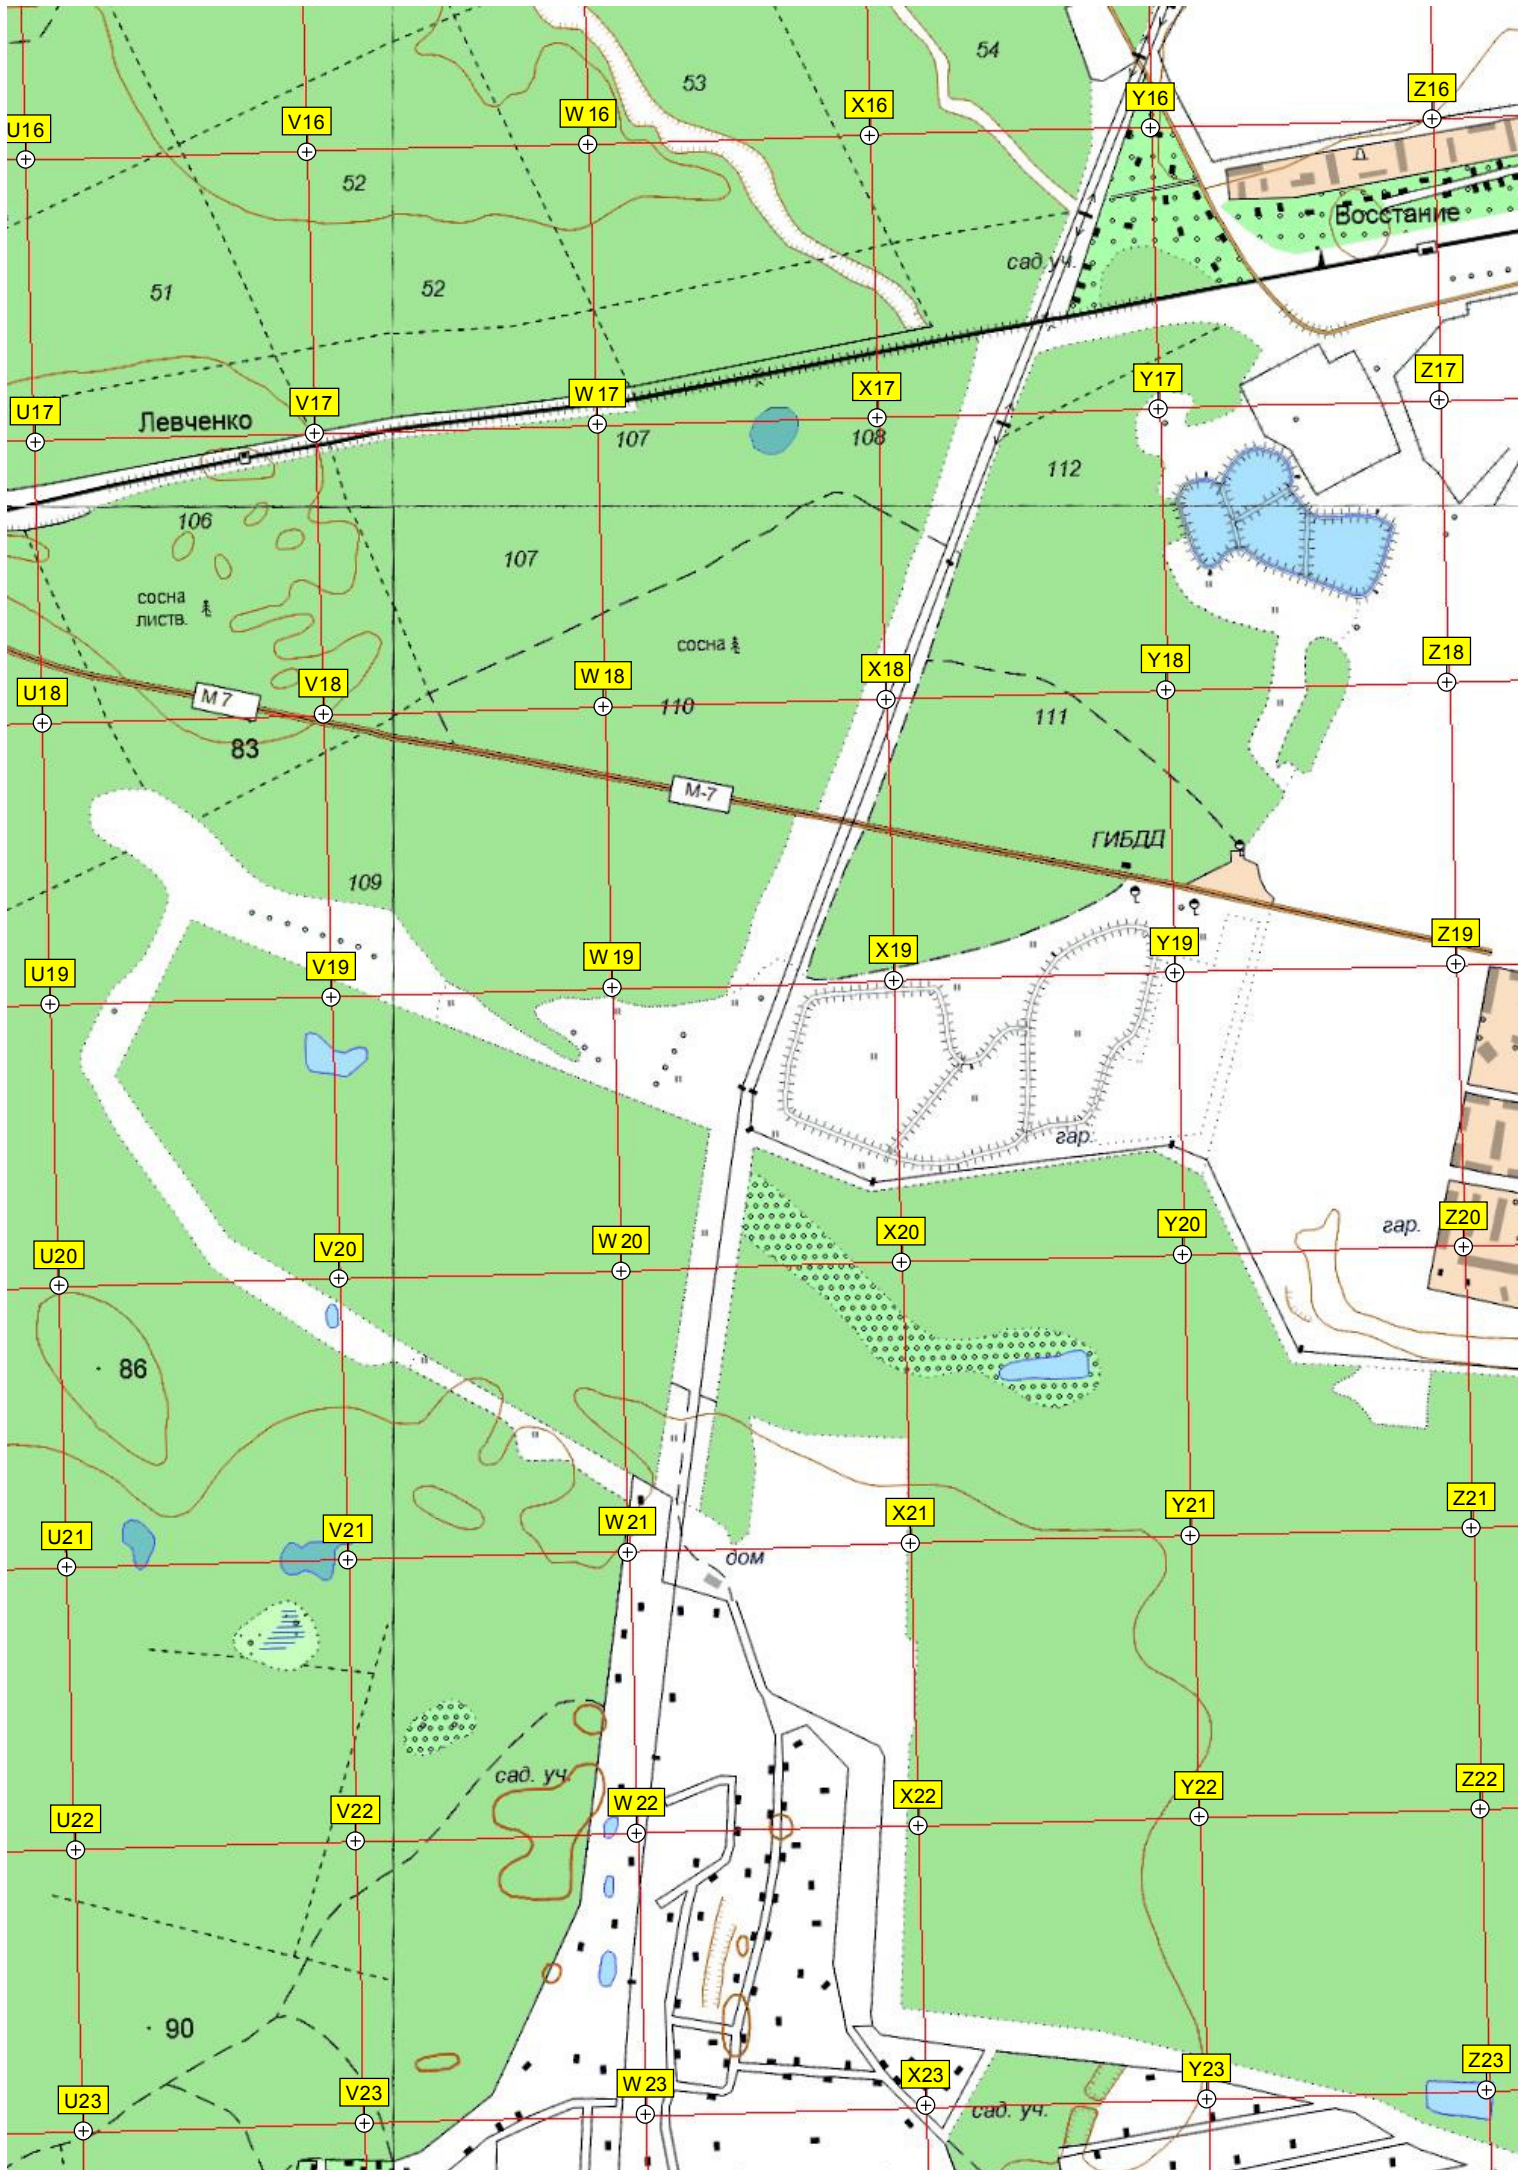 54
53
Z16
Y16
X16
W 16
V16
U16
52
Восстание
сад.уч.
51
52
Z17
Y17
X17
W 17
V17
U17
Левченко
107
108
112
106
107
сосна
листв.
сосна
Z18
Y18
X18
W 18
V18
U18
М 7
110
111
83
М-7
ГИБДД
109
Z19
Y19
X19
W 19
V19
U19
гар.
гар.
Z20
Y20
X20
W 20
V20
U20
86
Z21
Y21
X21
W 21
V21
U21
дом
сад. уч.
Z22
Y22
X22
W 22
V22
U22
90
Z23
Y23
X23
W 23
V23
U23
сад. уч.